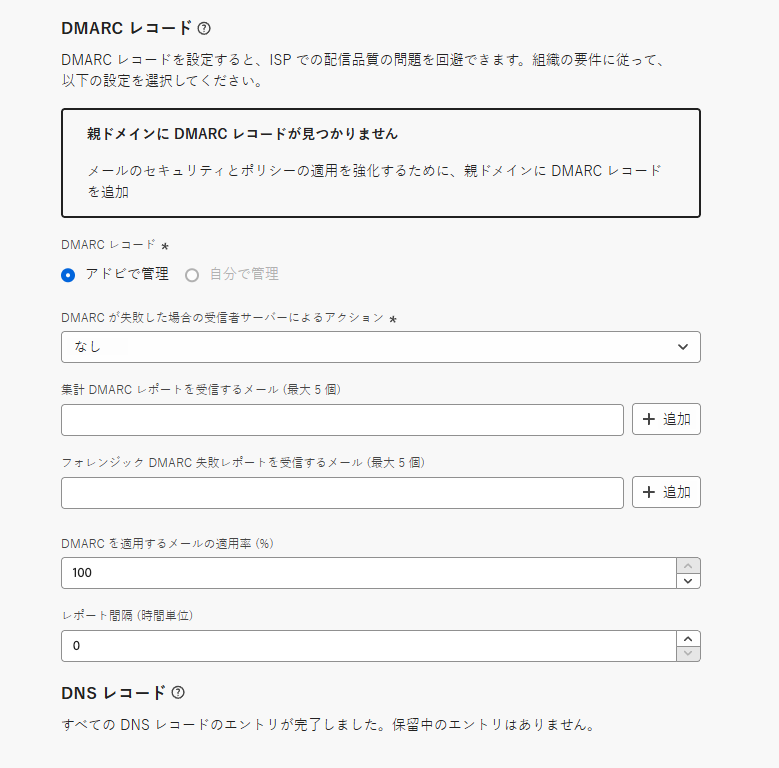 DMARC レコード
DMARC レコードを設定すると、ISP での配信品質の問題を回避できます。組織の要件に従って、
以下の設定を選択してください。
親ドメインに DMARC レコードが見つかりません
メールのセキュリティとポリシーの適用を強化するために、親ドメインに DMARC レコード
を追加
DMARC レコード *
アドビで管理 自分で管理
DMARC が失敗した場合の受信者サーバーによるアクション *
なし
集計 DMARC レポートを受信するメール (最大 5 個)
+ 追加
フォレンジック DMARC 失敗レポートを受信するメール (最大 5 個)
+ 追加
DMARC を適用するメールの適用率 (%)
100
レポート間隔 (時間単位)
0
DNS レコード
すべての DNS レコードのエントリが完了しました。保留中のエントリはありません。